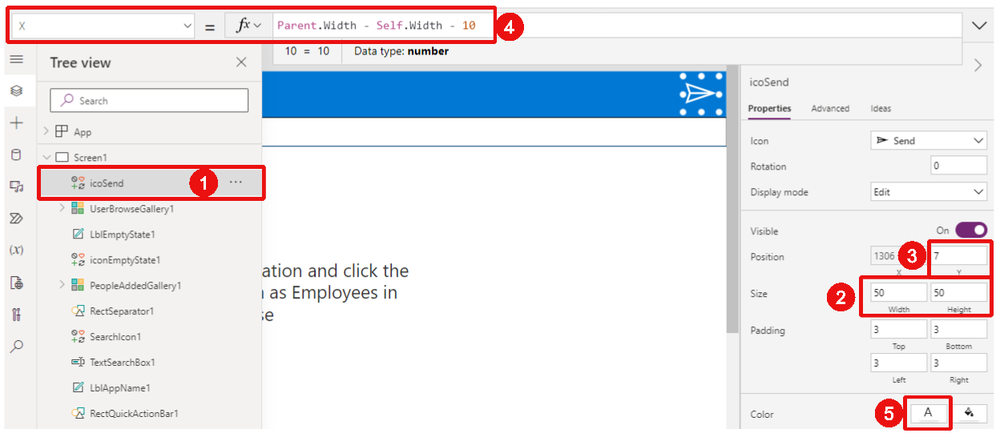 X = fx Parent.Width - Self.Width - 10 4
10 = 10 Data type: number
Tree view
Search
App
Screen1
icoSend 1 ...
UserBrowseGallery1
LblEmptyState1
iconEmptyState1
PeopleAddedGallery1
RectSeparator1
SearchIcon1
TextSearchBox1
LblAppName1
RectQuickActionBar1
(x)
ation and click the
as Employees in
se
icoSend
Properties Advanced Ideas
Icon Send
Rotation 0
Display mode Edit
Visible On
Position 1306 3 7
X Y
Size 2 50 50
Width Height
Padding 3 3
Top Bottom
3 3
Left Right
Color 5 A